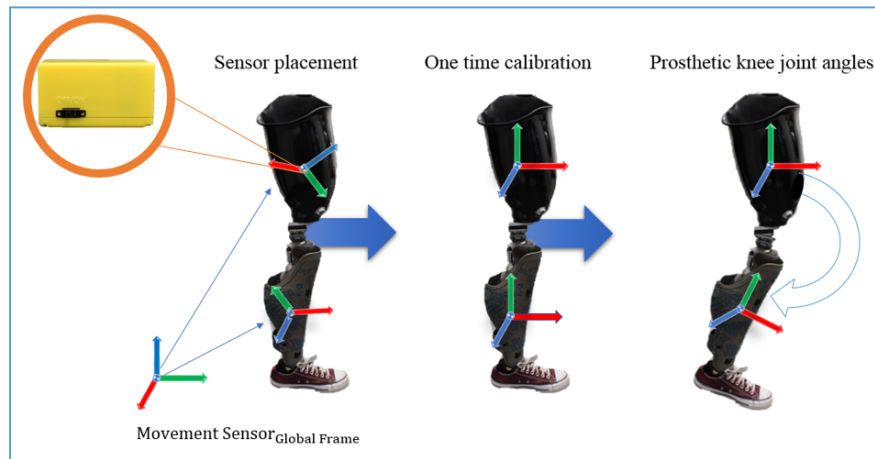 Sensor placement
One time calibration
Prosthetic knee joint angles
Movement Sensor Global Frame